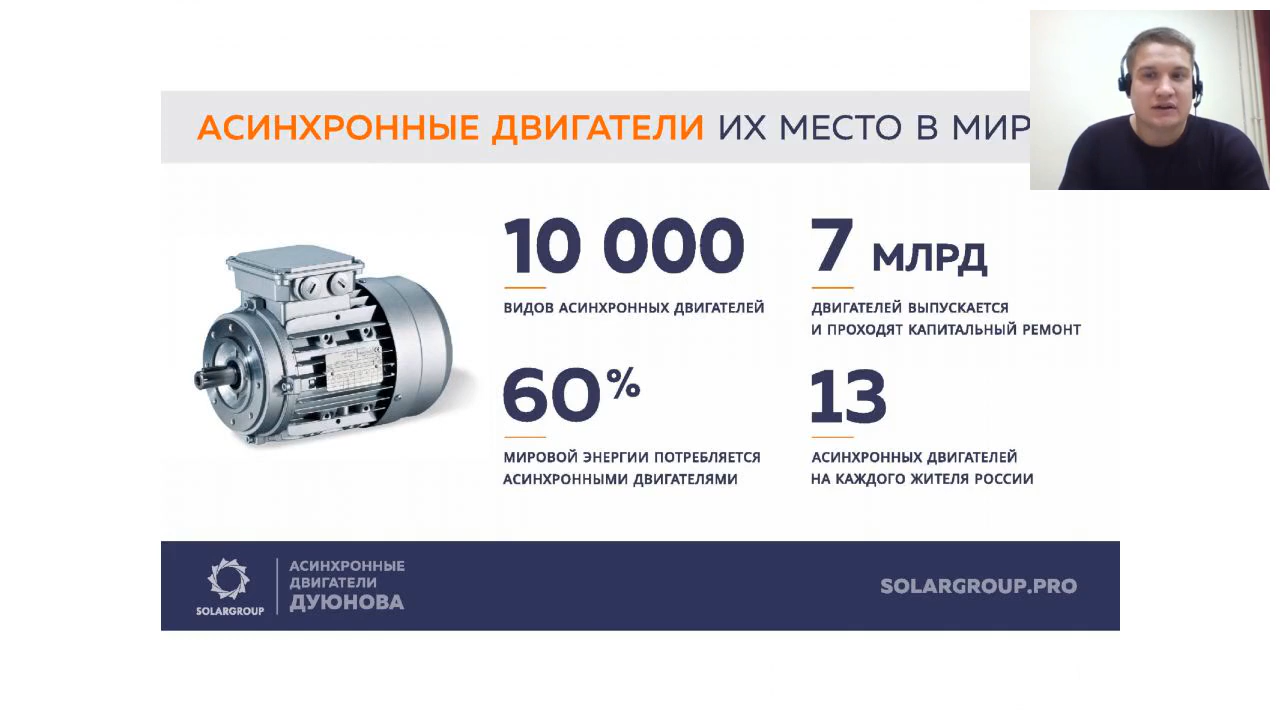 АСИНХРОННЫЕ ДВИГАТЕЛИ ИХ МЕСТО В МИР
10 000
ВИДОВ АСИНХРОННЫХ ДВИГАТЕЛЕЙ
7 МЛРД
ДВИГАТЕЛЕЙ ВЫПУСКАЕТСЯ
И ПРОХОДЯТ КАПИТАЛЬНЫЙ РЕМОНТ
60%
МИРОВОЙ ЭНЕРГИИ ПОТРЕБЛЯЕТСЯ
АСИНХРОННЫМИ ДВИГАТЕЛЯМИ
13
АСИНХРОННЫХ ДВИГАТЕЛЕЙ
НА КАЖДОГО ЖИТЕЛЯ РОССИИ
SOLARGROUP
АСИНХРОННЫЕ
ДВИГАТЕЛИ
ДУЮНОВА
SOLARGROUP.PRO